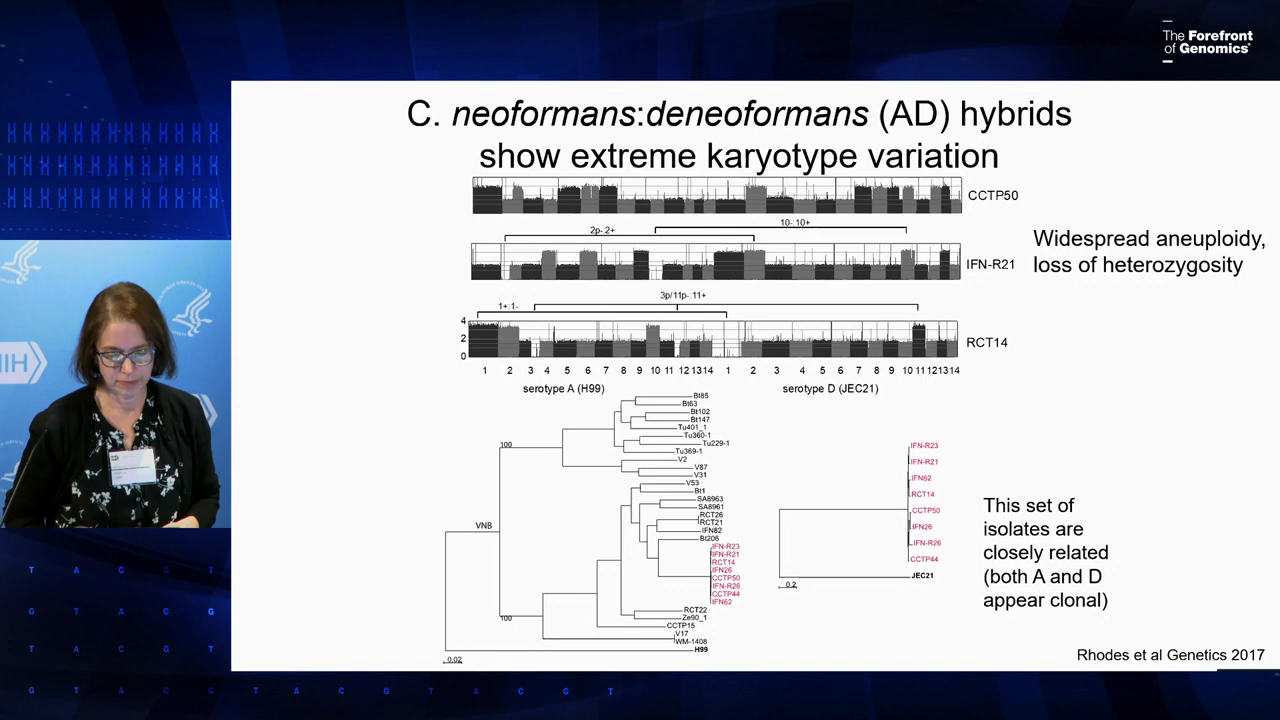 The Forefront
of Genomics
C. neoformans:deneoformans (AD) hybrids
show extreme karyotype variation
CCTP50
2p-:2+
10-:10+
IFN-R21
Widespread aneuploidy,
loss of heterozygosity
1+:1-
3p/11p-:11+
4
2
0
RCT14
1 2 3 4 5 6 7 8 9 10 11 12 13 14 1 2 3 4 5 6 7 8 9 10 11 12 13 14
serotype A (H99)
serotype D (JEC21)
Bt85
Bt63
Bt102
Bt147
Tu401_1
Tu360-1
Tu229-1
Tu369-1
V2
V87
V31
V53
Bt1
SA8963
SA8961
RCT26
RCT21
IFN82
Bt206
IFN-R23
IFN-R21
RCT14
IFN26
CCTP50
IFN-R26
CCTP44
IFN62
RCT22
Ze90_1
CCTP15
V17
WM-1408
H99
100
VNB
100
0.02
IFN-R23
IFN-R21
IFN62
RCT14
CCTP50
IFN26
IFN-R26
CCTP44
JEC21
0.2
This set of
isolates are
closely related
(both A and D
appear clonal)
Rhodes et al Genetics 2017
NIH
T A C G T
G T A C G
T A C G T
G T A C G T A C G T A C G T